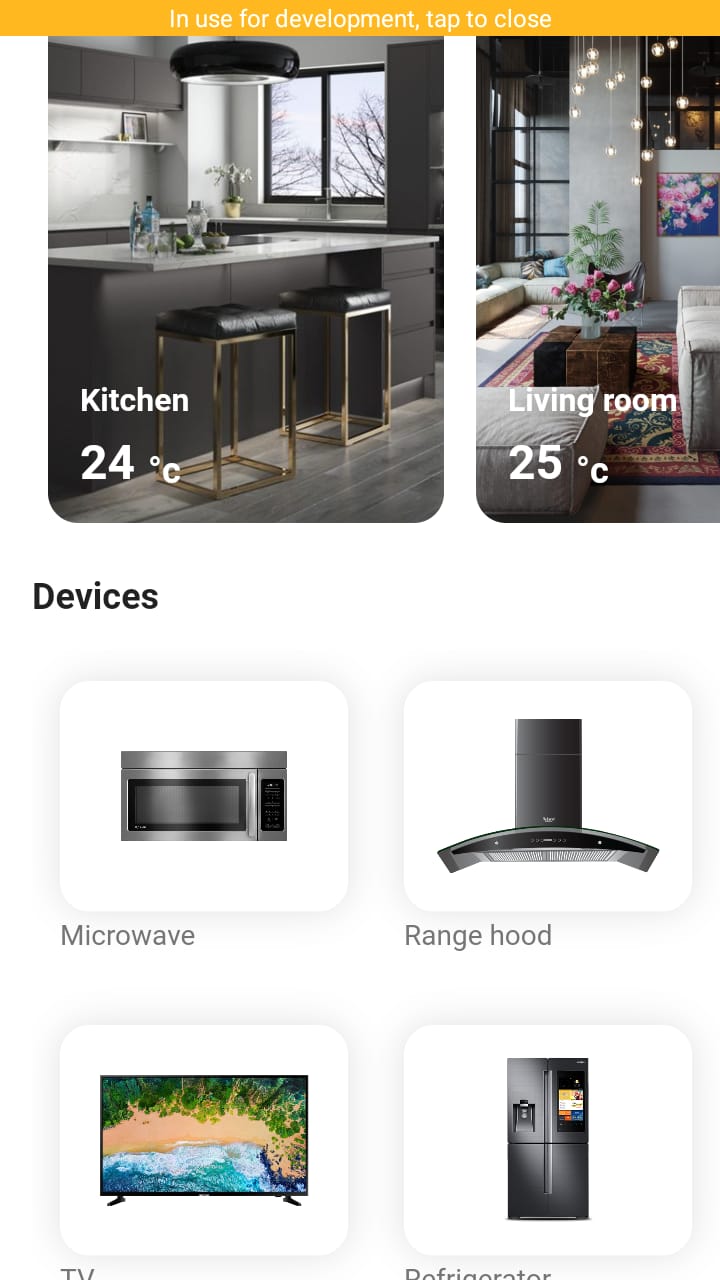 In use for development, tap to close
Kitchen
24 °c
Living room
25 °c
Devices
Microwave
Range hood
TV
Refrigerator